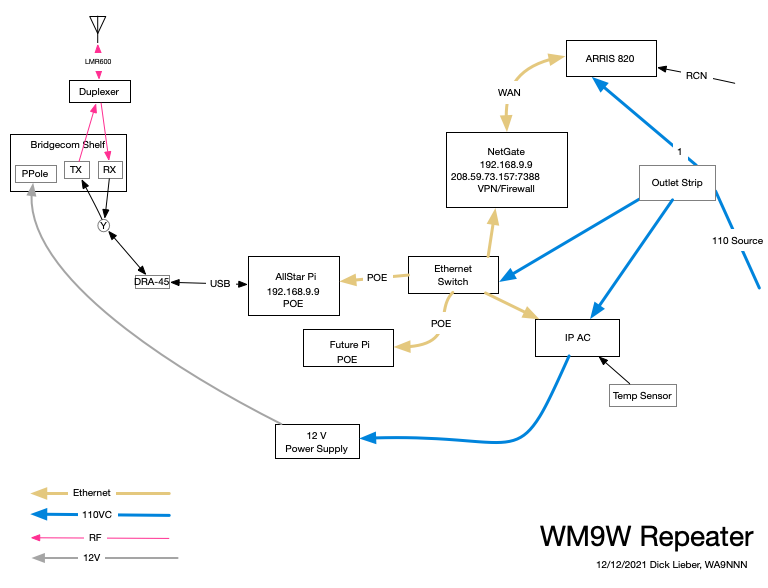 LMR600
Duplexer
Bridgecom Shelf
PPole
TX
RX
Y
DRA-45
USB
AllStar Pi
192.168.9.9
POE
POE
Ethernet
Switch
POE
Future Pi
POE
WAN
NetGate
192.168.9.9
208.59.73.157:7388
VPN/Firewall
ARRIS 820
RCN
1
Outlet Strip
110 Source
IP AC
Temp Sensor
12 V
Power Supply
Ethernet
110VC
RF
12V
WM9W Repeater
12/12/2021 Dick Lieber, WA9NNN